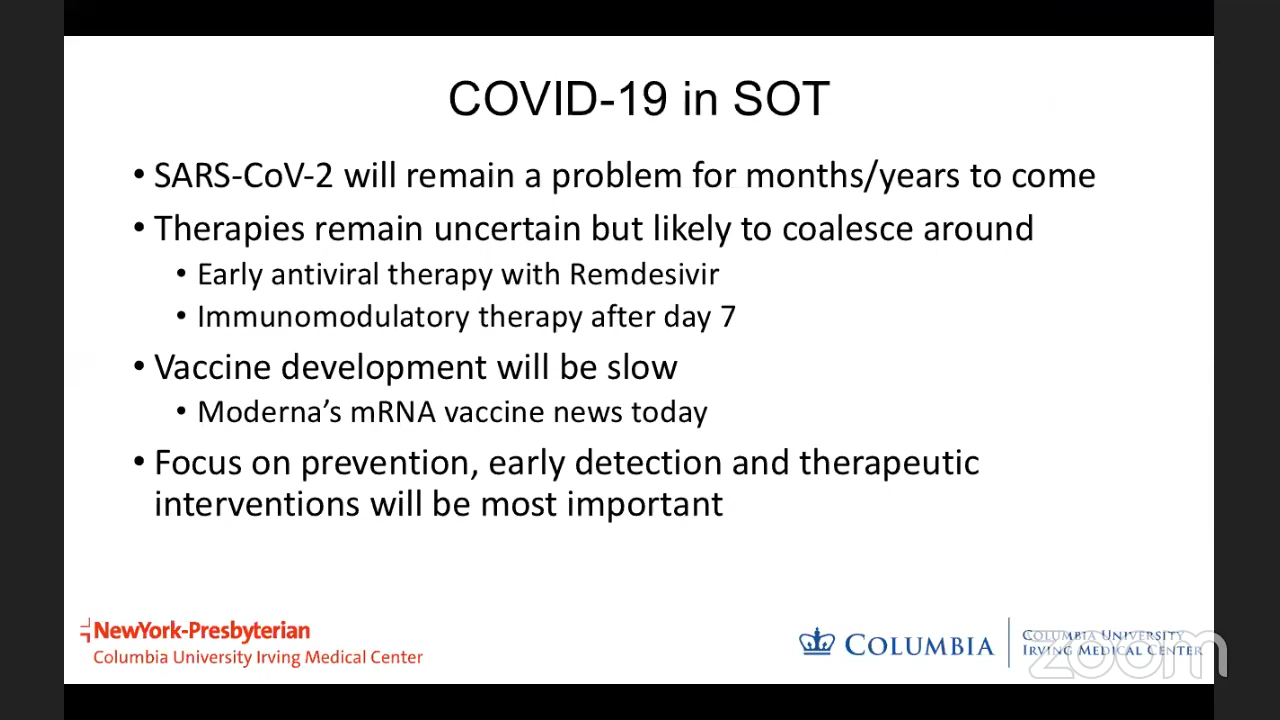 COVID-19 in SOT
• SARS-CoV-2 will remain a problem for months/years to come
• Therapies remain uncertain but likely to coalesce around
• Early antiviral therapy with Remdesivir
• Immunomodulatory therapy after day 7
• Vaccine development will be slow
• Moderna’s mRNA vaccine news today
• Focus on prevention, early detection and therapeutic
interventions will be most important
NewYork-Presbyterian
Columbia University Irving Medical Center
COLUMBIA
COLUMBIA UNIVERSITY
IRVING MEDICAL CENTER
zoom